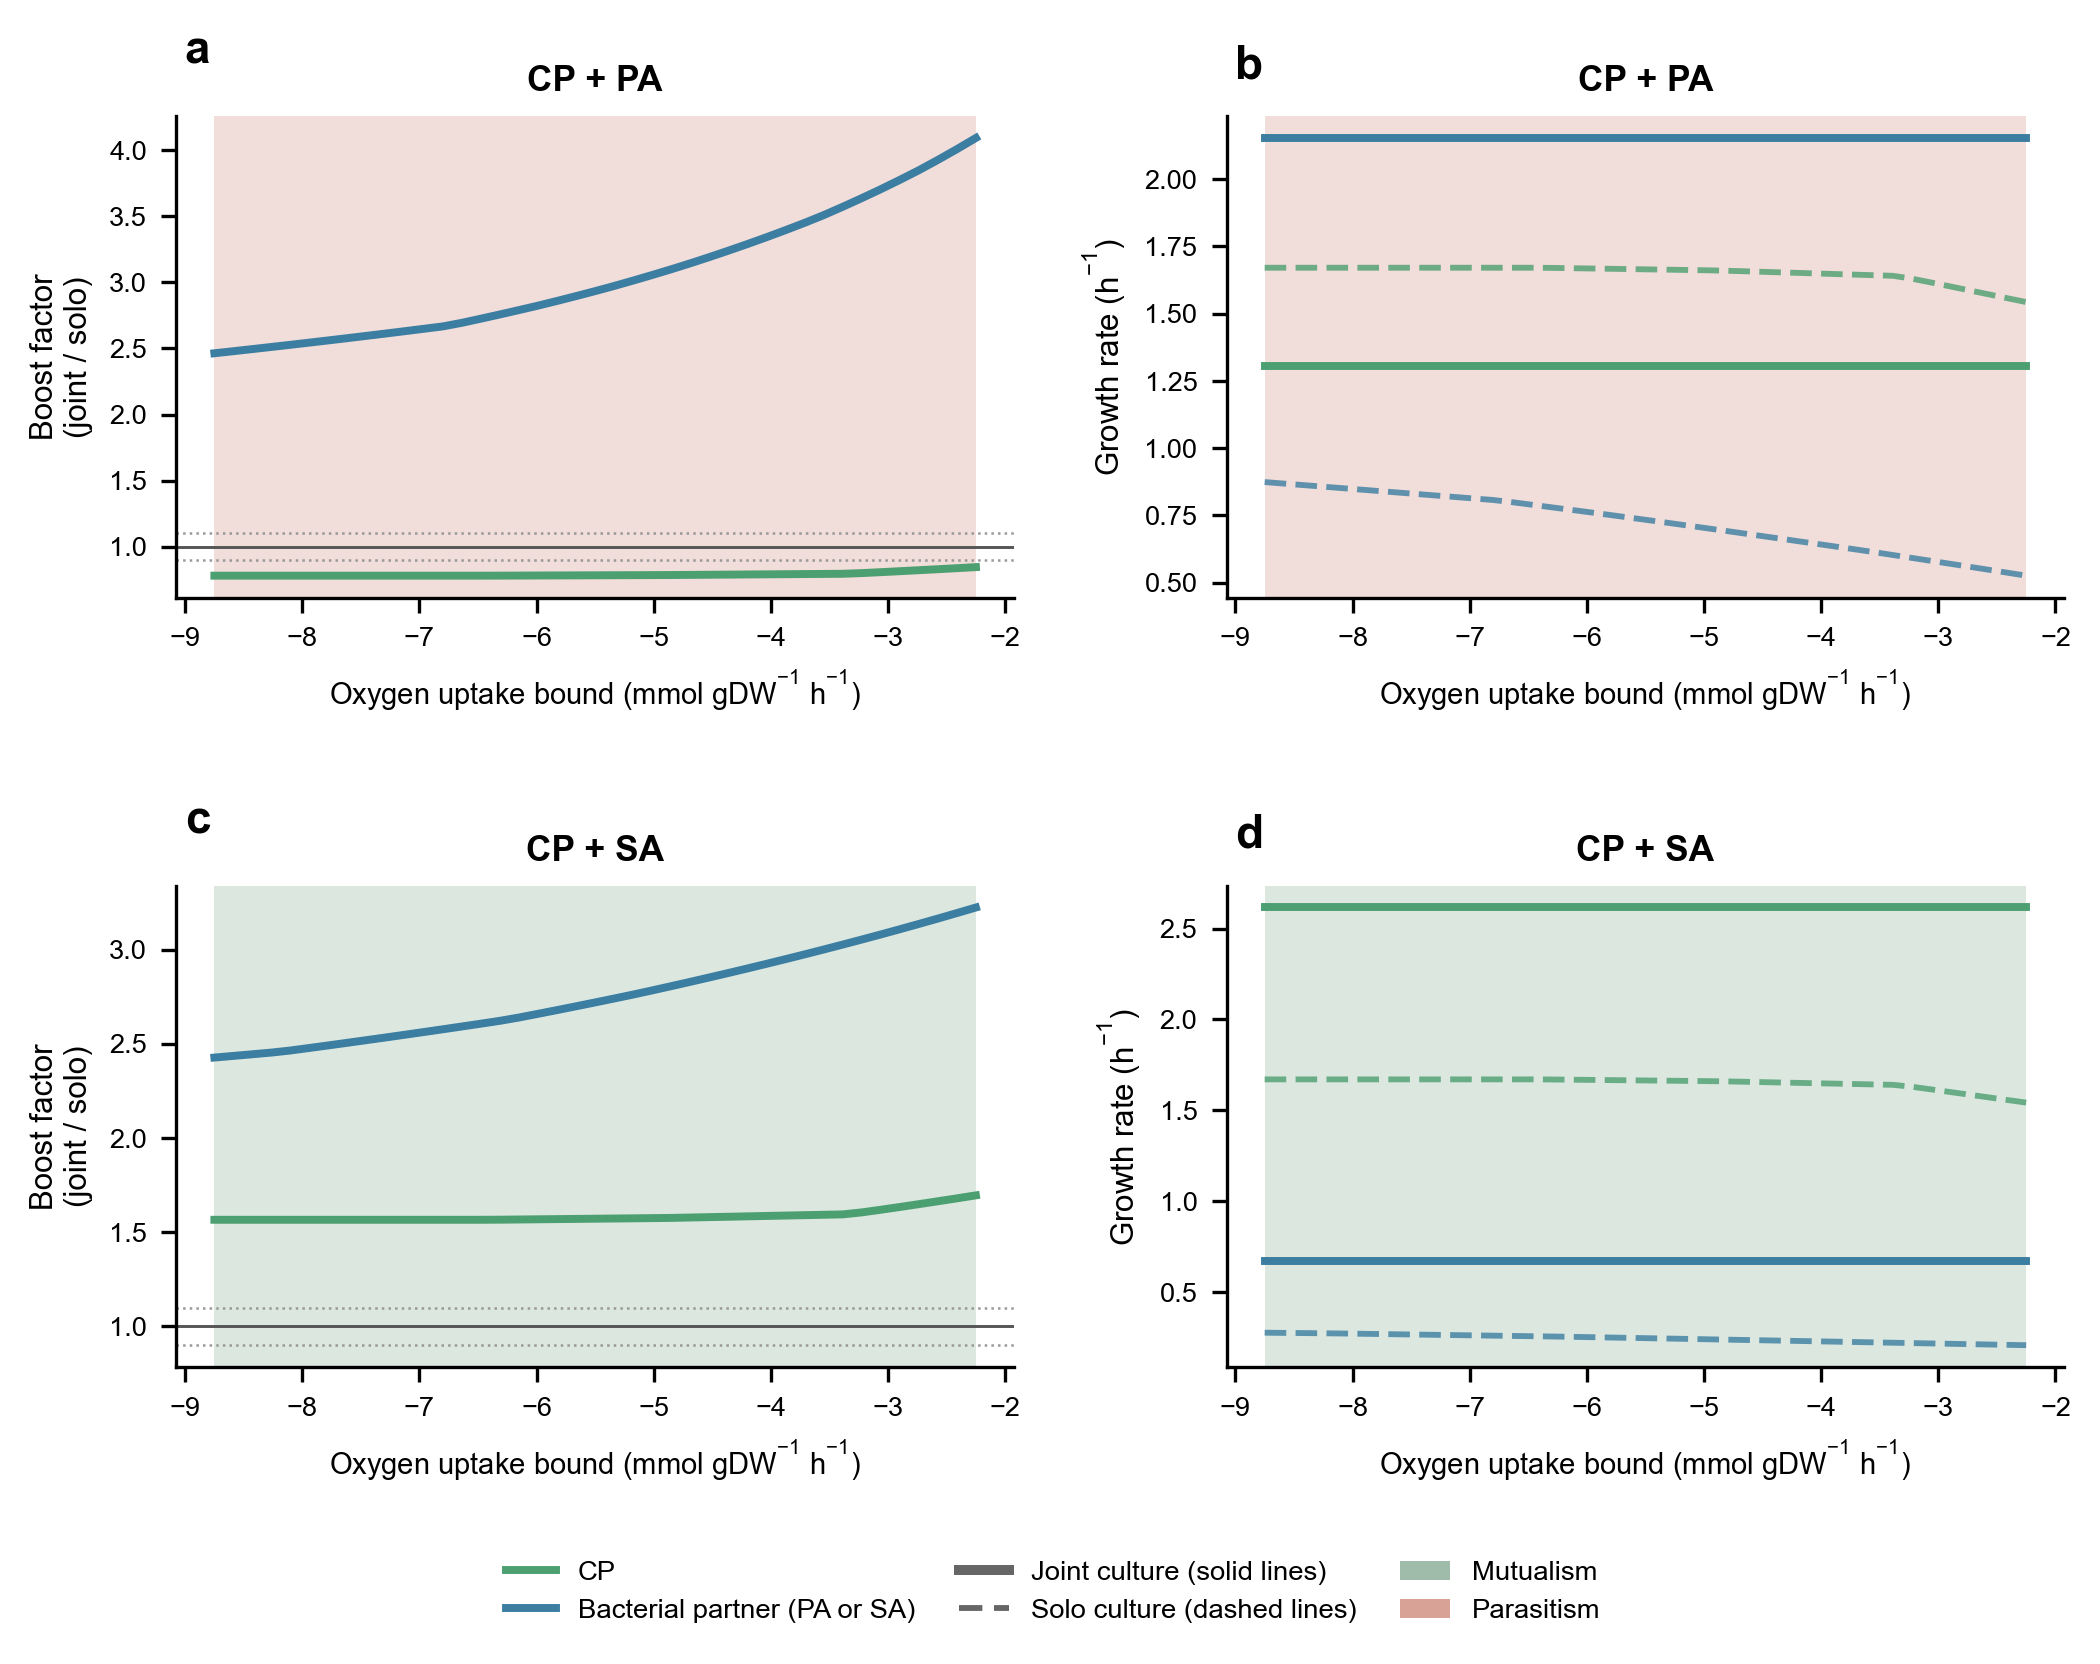 a
CP + PA
Boost factor
(joint / solo)
4.0
3.5
3.0
2.5
2.0
1.5
1.0
−9 −8 −7 −6 −5 −4 −3 −2
Oxygen uptake bound (mmol gDW⁻¹ h⁻¹)
b
CP + PA
Growth rate (h⁻¹)
2.00
1.75
1.50
1.25
1.00
0.75
0.50
−9 −8 −7 −6 −5 −4 −3 −2
Oxygen uptake bound (mmol gDW⁻¹ h⁻¹)
c
CP + SA
Boost factor
(joint / solo)
3.0
2.5
2.0
1.5
1.0
−9 −8 −7 −6 −5 −4 −3 −2
Oxygen uptake bound (mmol gDW⁻¹ h⁻¹)
d
CP + SA
Growth rate (h⁻¹)
2.5
2.0
1.5
1.0
0.5
−9 −8 −7 −6 −5 −4 −3 −2
Oxygen uptake bound (mmol gDW⁻¹ h⁻¹)
CP
Bacterial partner (PA or SA)
Joint culture (solid lines)
Solo culture (dashed lines)
Mutualism
Parasitism